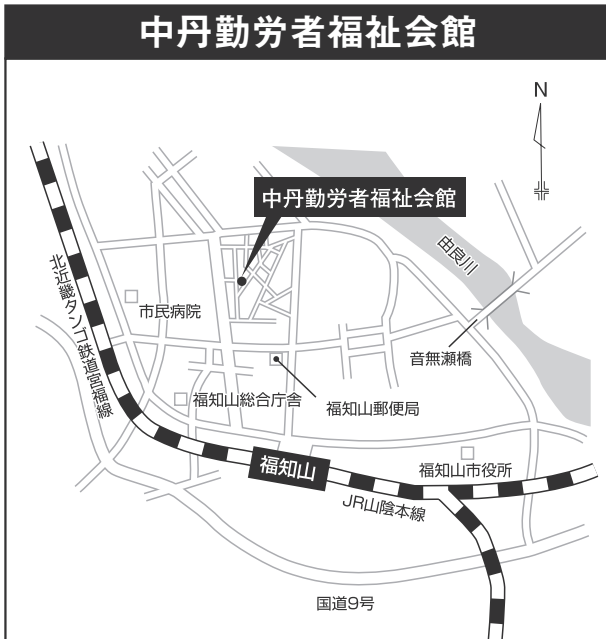 中丹勤労者福祉会館
N
中丹勤労者福祉会館
由良川
北近畿タンゴ鉄道宮福線
市民病院
音無瀬橋
福知山総合庁舎
福知山郵便局
福知山
福知山市役所
JR山陰本線
国道9号